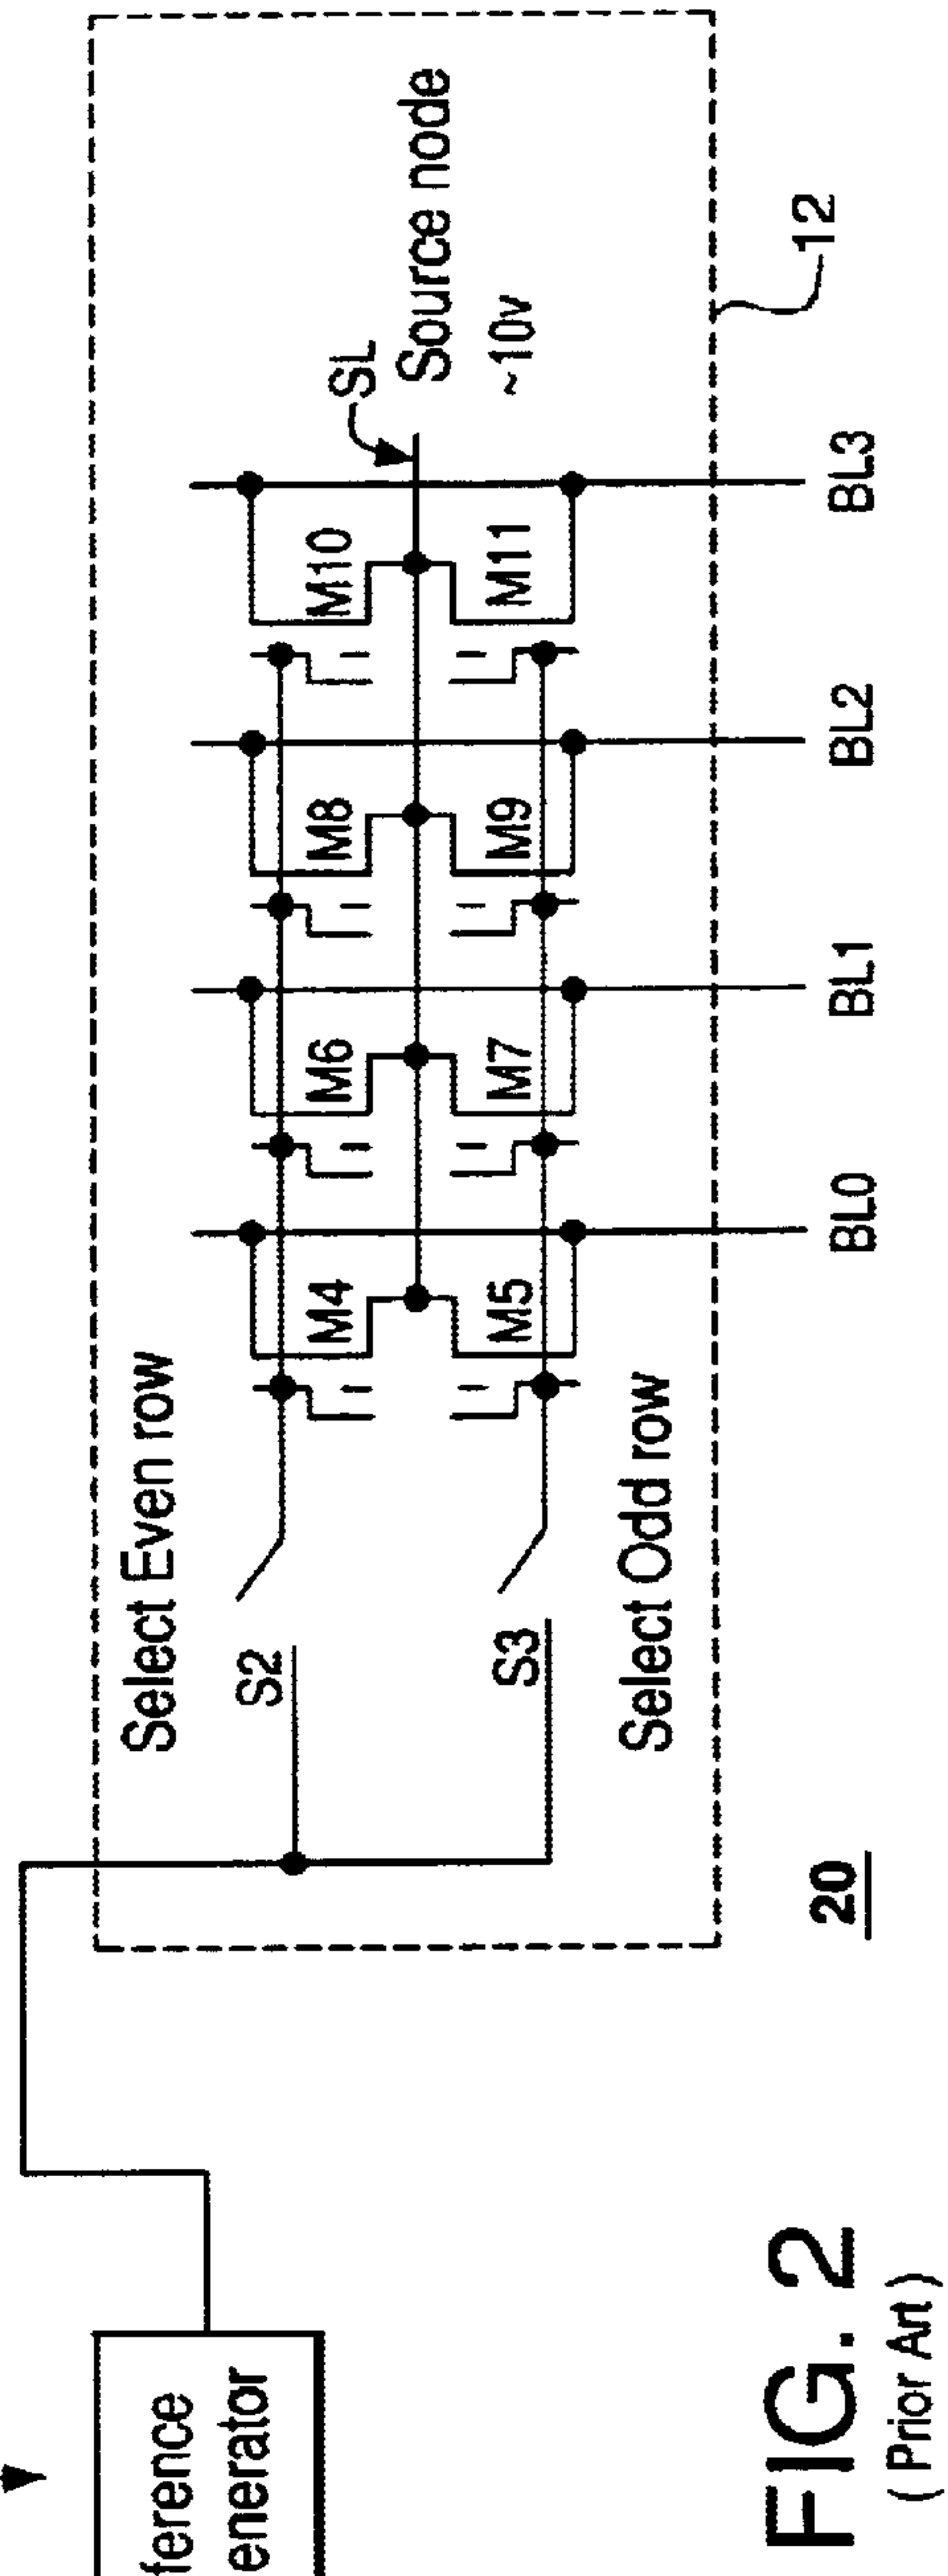 ference
enerator
Select Even row
S2
S3
Select Odd row
M4
M6
M8
M10
M5
M7
M9
M11
SL
Source node
~10v
BL0
BL1
BL2
BL3
12
20
FIG. 2
( Prior Art )